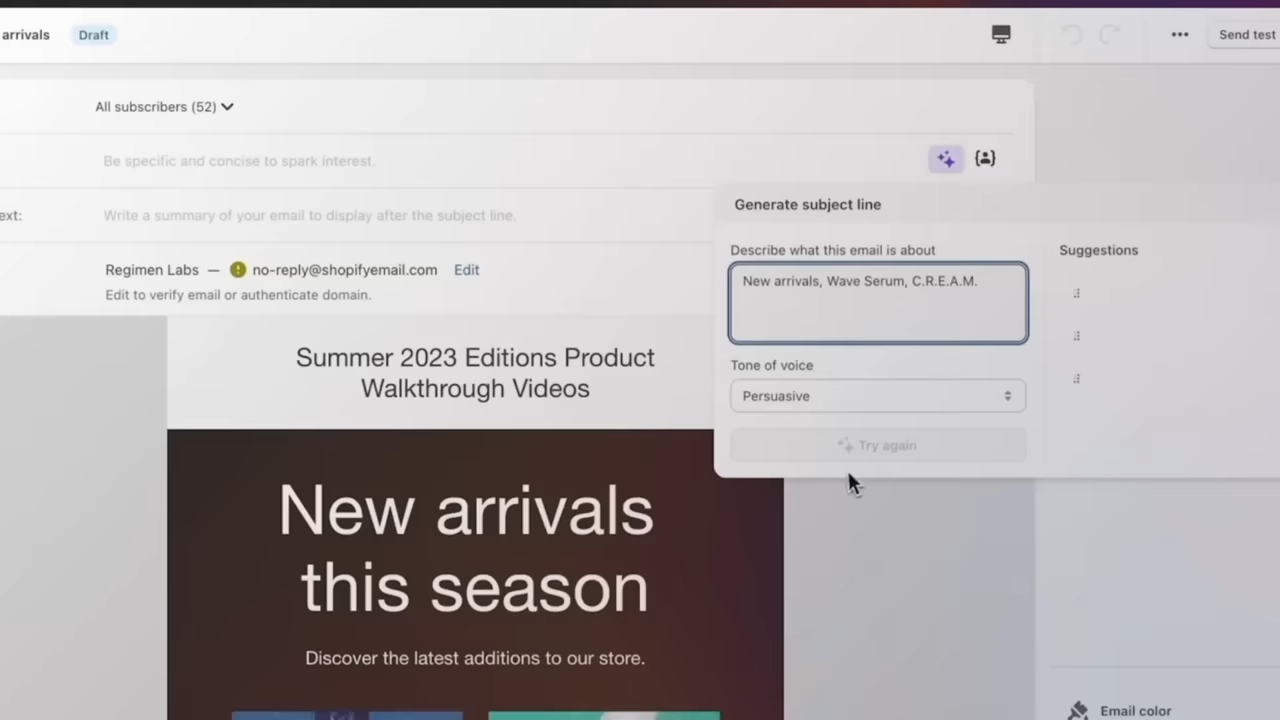 arrivals Draft Send test
All subscribers (52)
Be specific and concise to spark interest.
Generate subject line
ext: Write a summary of your email to display after the subject line.
Describe what this email is about
Suggestions
Regimen Labs — no-reply@shopifyemail.com Edit
New arrivals, Wave Serum, C.R.E.A.M.
Edit to verify email or authenticate domain.
Summer 2023 Editions Product
Walkthrough Videos
Tone of voice
Persuasive
Try again
New arrivals
this season
Discover the latest additions to our store.
Email color